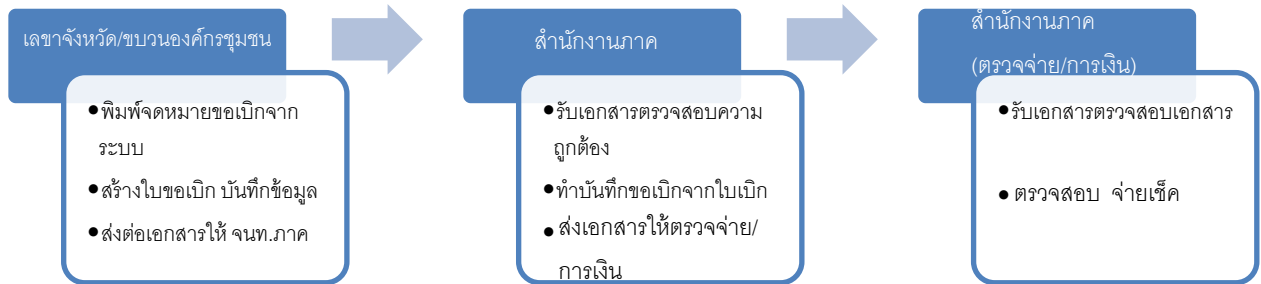 เลขาจังหวัด/ขบวนองค์กรชุมชน
●พิมพ์จดหมายขอเบิกจาก
ระบบ
●สร้างใบขอเบิก บันทึกข้อมูล
●ส่งต่อเอกสารให้ จนท.ภาค
สำนักงานภาค
●รับเอกสารตรวจสอบความ
ถูกต้อง
●ทำบันทึกขอเบิกจากใบเบิก
● ส่งเอกสารให้ตรวจจ่าย/
การเงิน
สำนักงานภาค
(ตรวจจ่าย/การเงิน)
●รับเอกสารตรวจสอบเอกสาร
● ตรวจสอบ จ่ายเช็ค